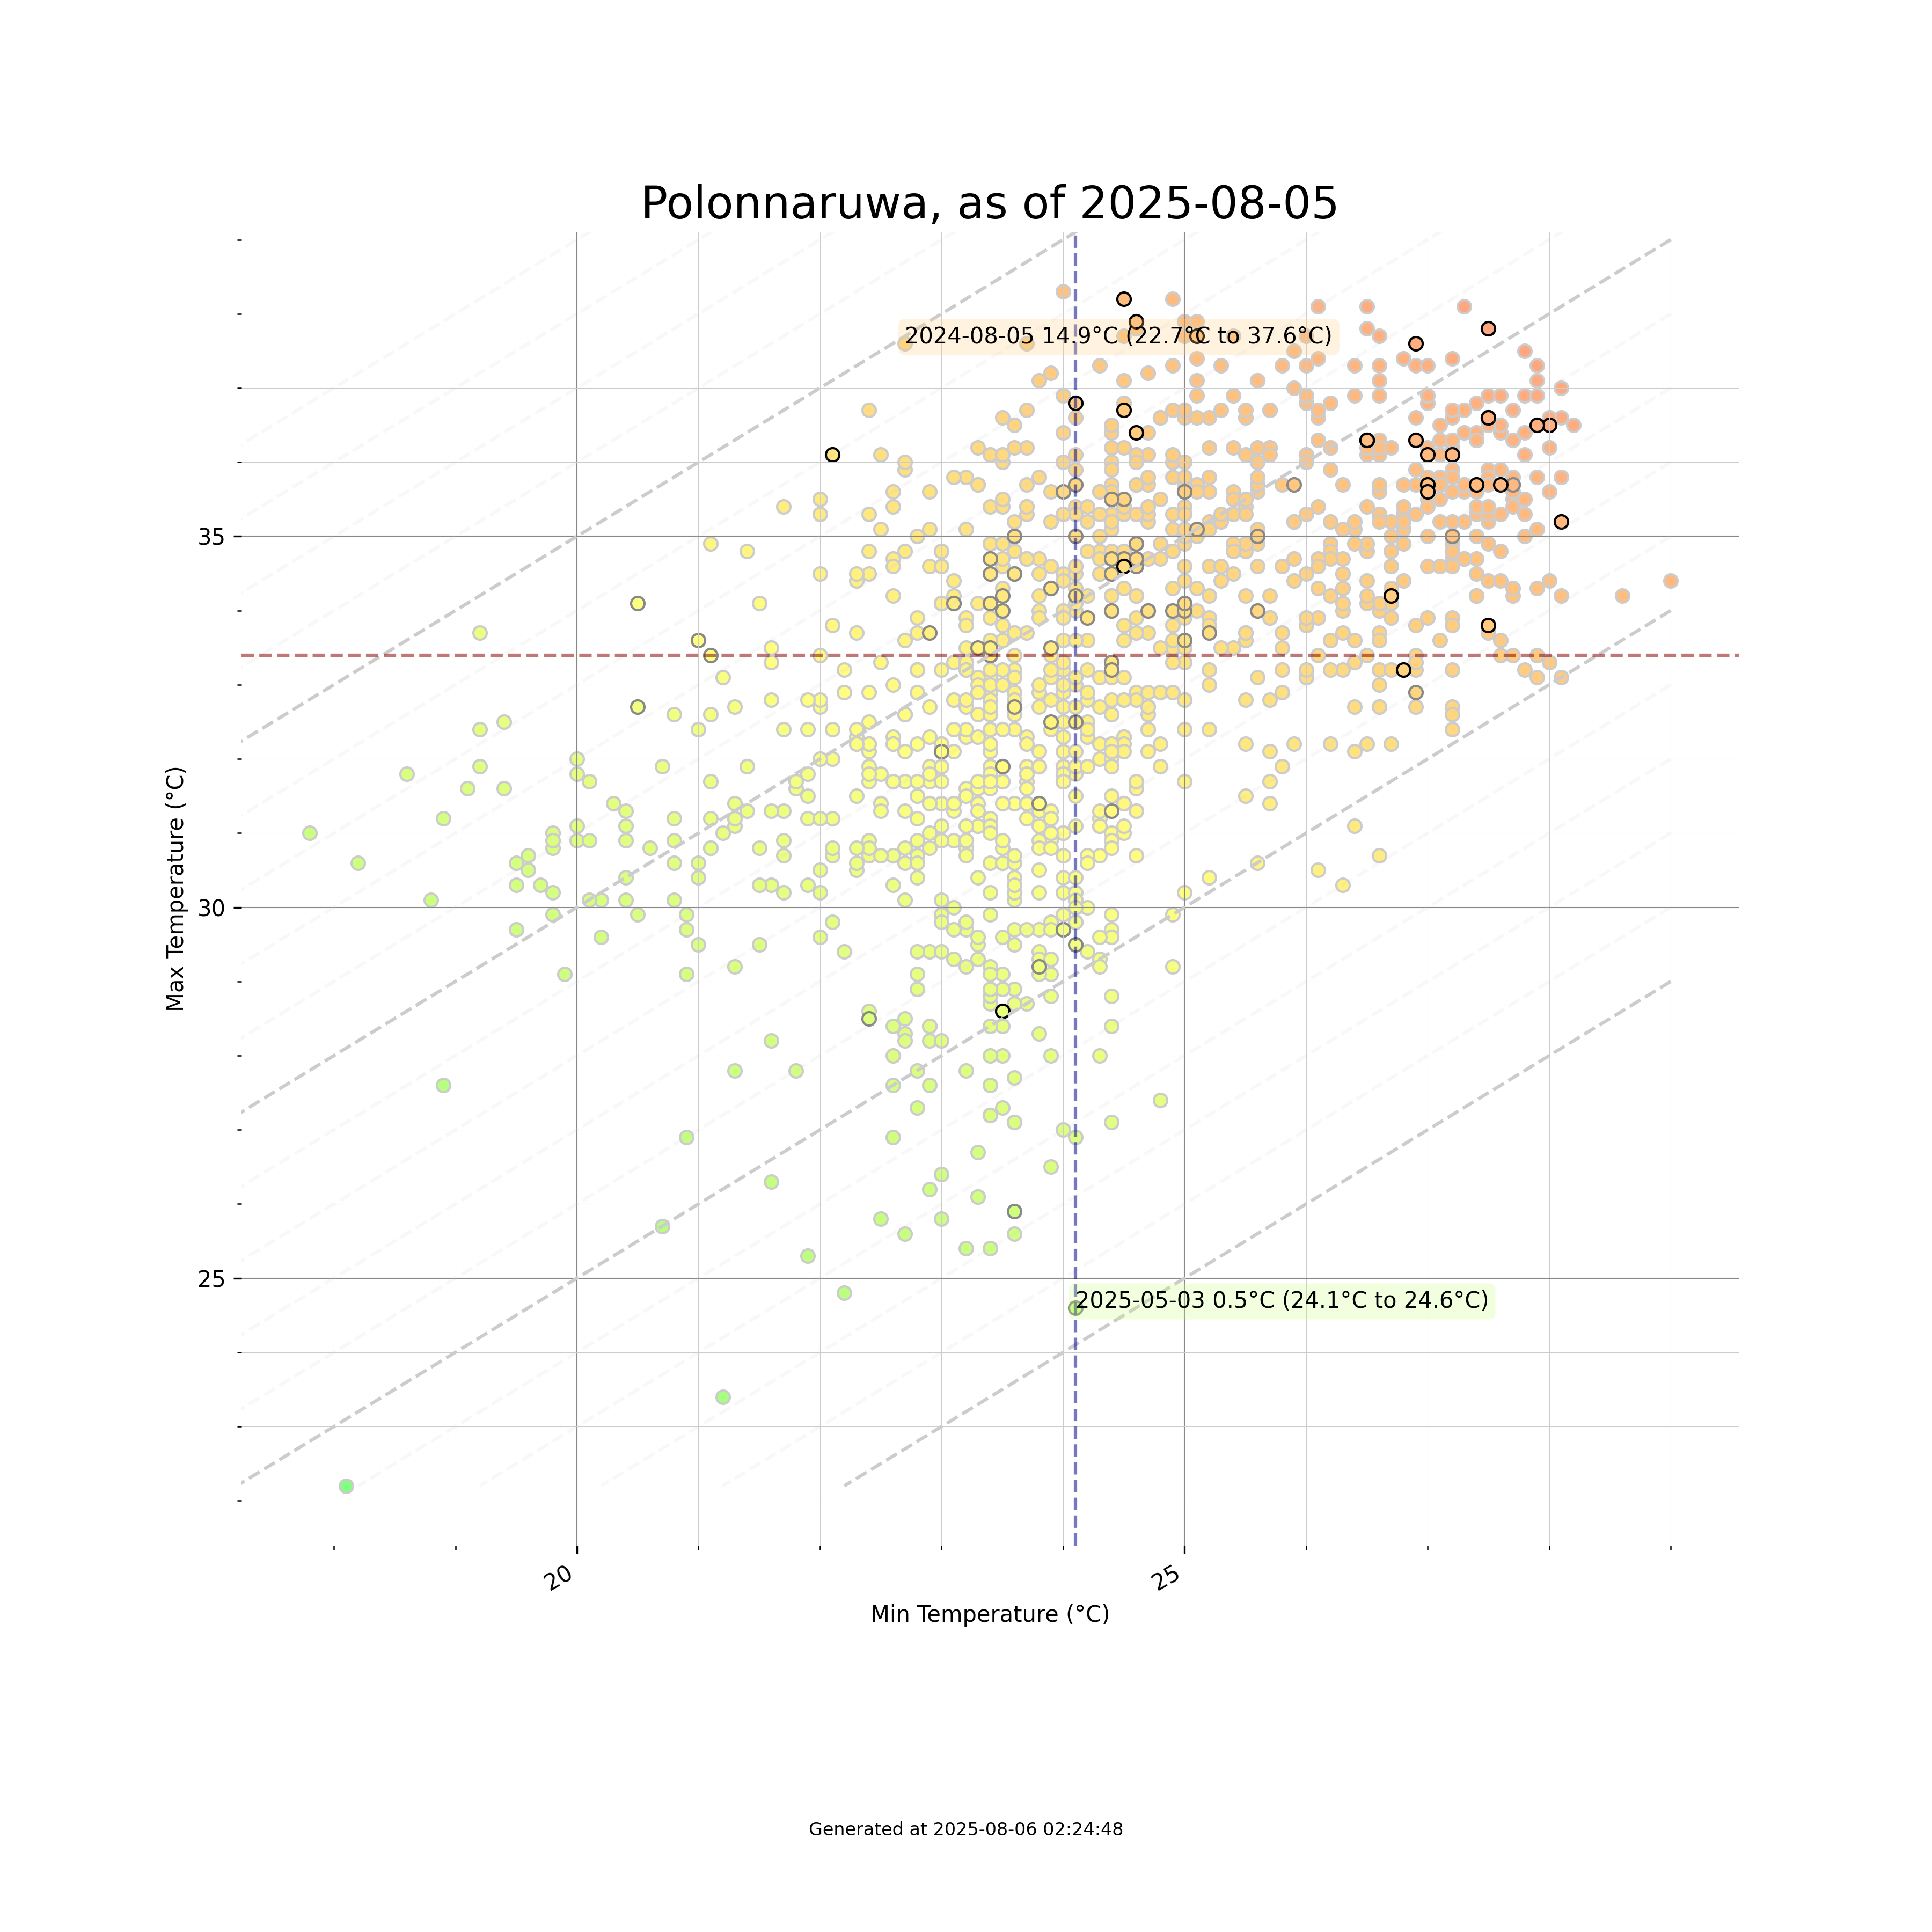 Polonnaruwa, as of 2025-08-05
2024-08-05 14.9°C (22.7°C to 37.6°C)
35
Max Temperature (°C)
30
25
2025-05-03 0.5°C (24.1°C to 24.6°C)
20
25
Min Temperature (°C)
Generated at 2025-08-06 02:24:48